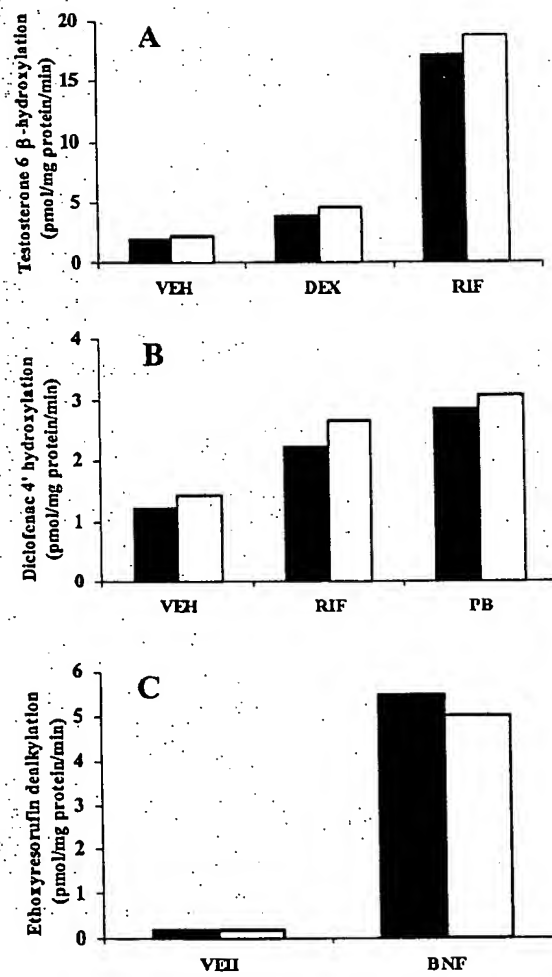 A
Testosterone 6 β-hydroxylation
(pmol/mg protein/min)
20
15
10
5
0
VEH DEX RIF
B
Diclofenac 4' hydroxylation
(pmol/mg protein/min)
4
3
2
1
0
VEH RIF PB
C
Ethoxyresorufin dealkylation
(pmol/mg protein/min)
6
5
4
3
2
1
0
VEH BNF